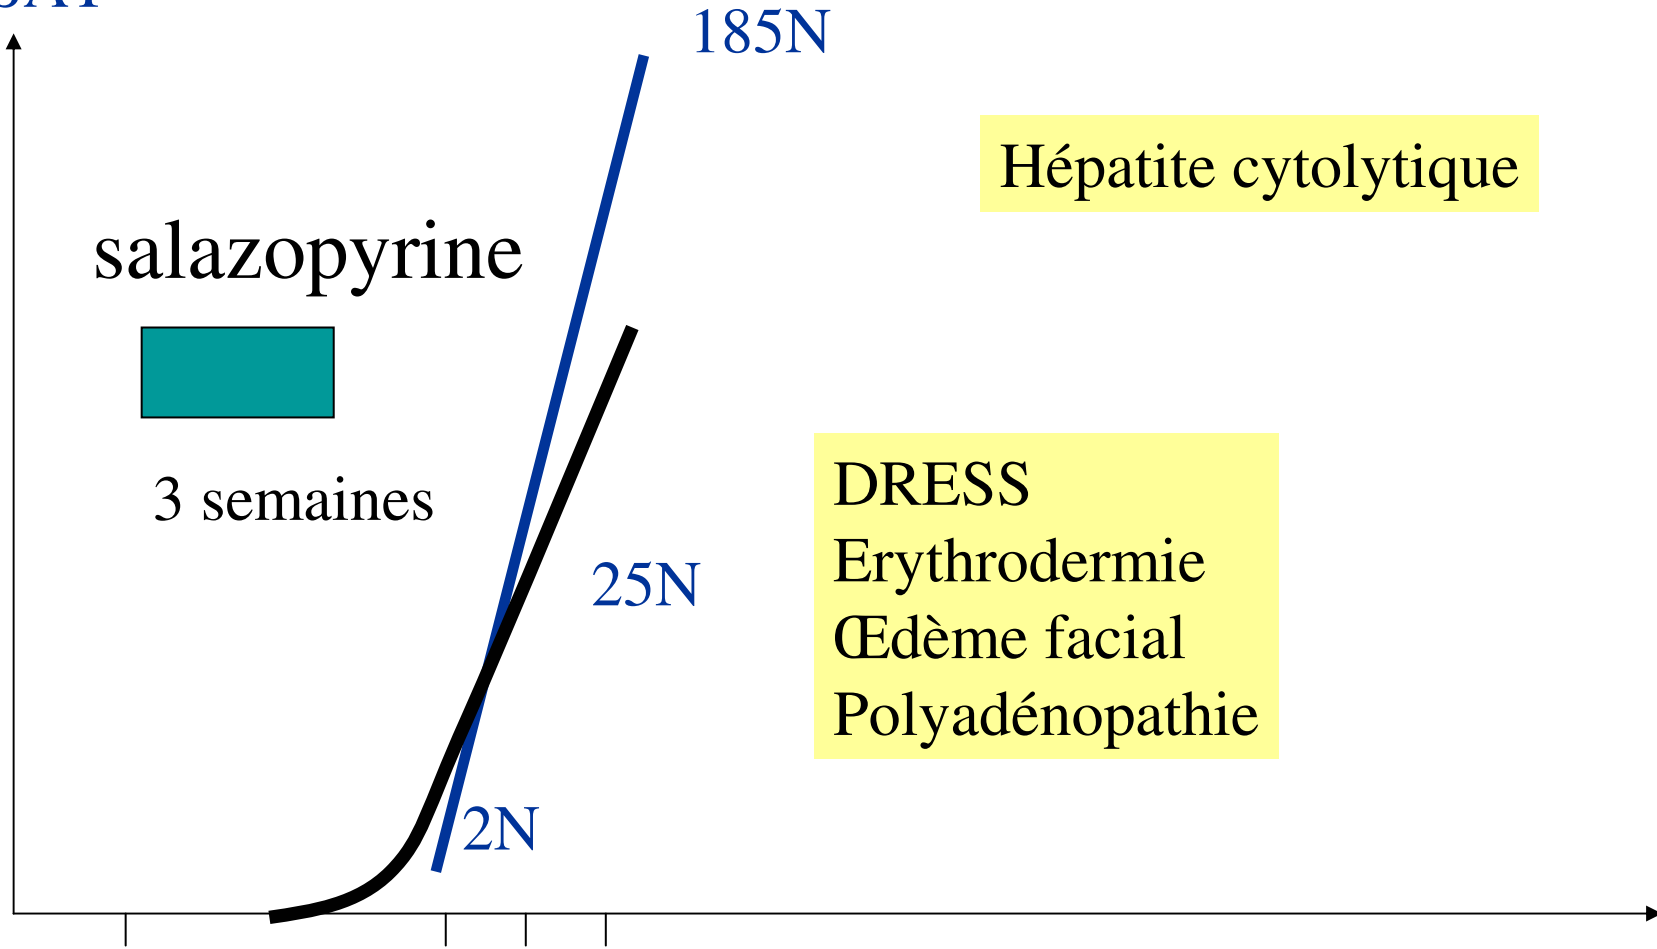 185N
Hépatite cytolytique
salazopyrine
3 semaines
DRESS
Erythrodermie
Œdème facial
Polyadénopathie
25N
2N